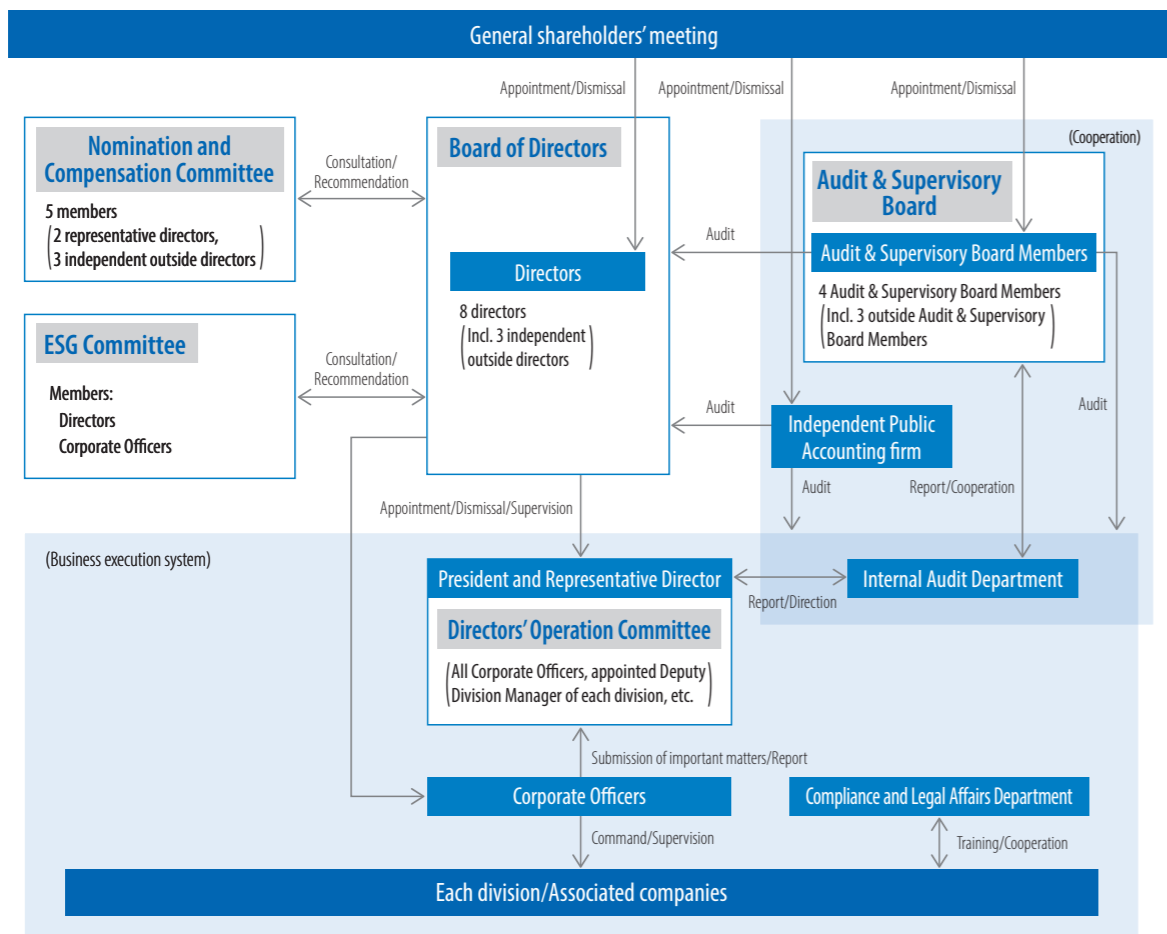 General shareholders' meeting
Appointment/Dismissal
Appointment/Dismissal
Appointment/Dismissal
Nomination and
Compensation Committee
5 members
(2 representative directors,
3 independent outside directors)
Consultation/
Recommendation
Board of Directors
Directors
8 directors
(Incl. 3 independent
outside directors)
(Cooperation)
Audit & Supervisory
Board
Audit & Supervisory Board Members
4 Audit & Supervisory Board Members
(Incl. 3 outside Audit & Supervisory
Board Members)
Audit
ESG Committee
Members:
Directors
Corporate Officers
Consultation/
Recommendation
Audit
Independent Public
Accounting firm
Audit
Audit
Report/Cooperation
Appointment/Dismissal/Supervision
(Business execution system)
President and Representative Director
Report/Direction
Internal Audit Department
Directors' Operation Committee
(All Corporate Officers, appointed Deputy
Division Manager of each division, etc.)
Submission of important matters/Report
Corporate Officers
Compliance and Legal Affairs Department
Command/Supervision
Training/Cooperation
Each division/Associated companies